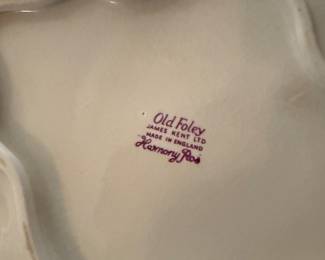 Old Foley
JAMES KENT LTD
MADE IN ENGLAND
Harmony Rose